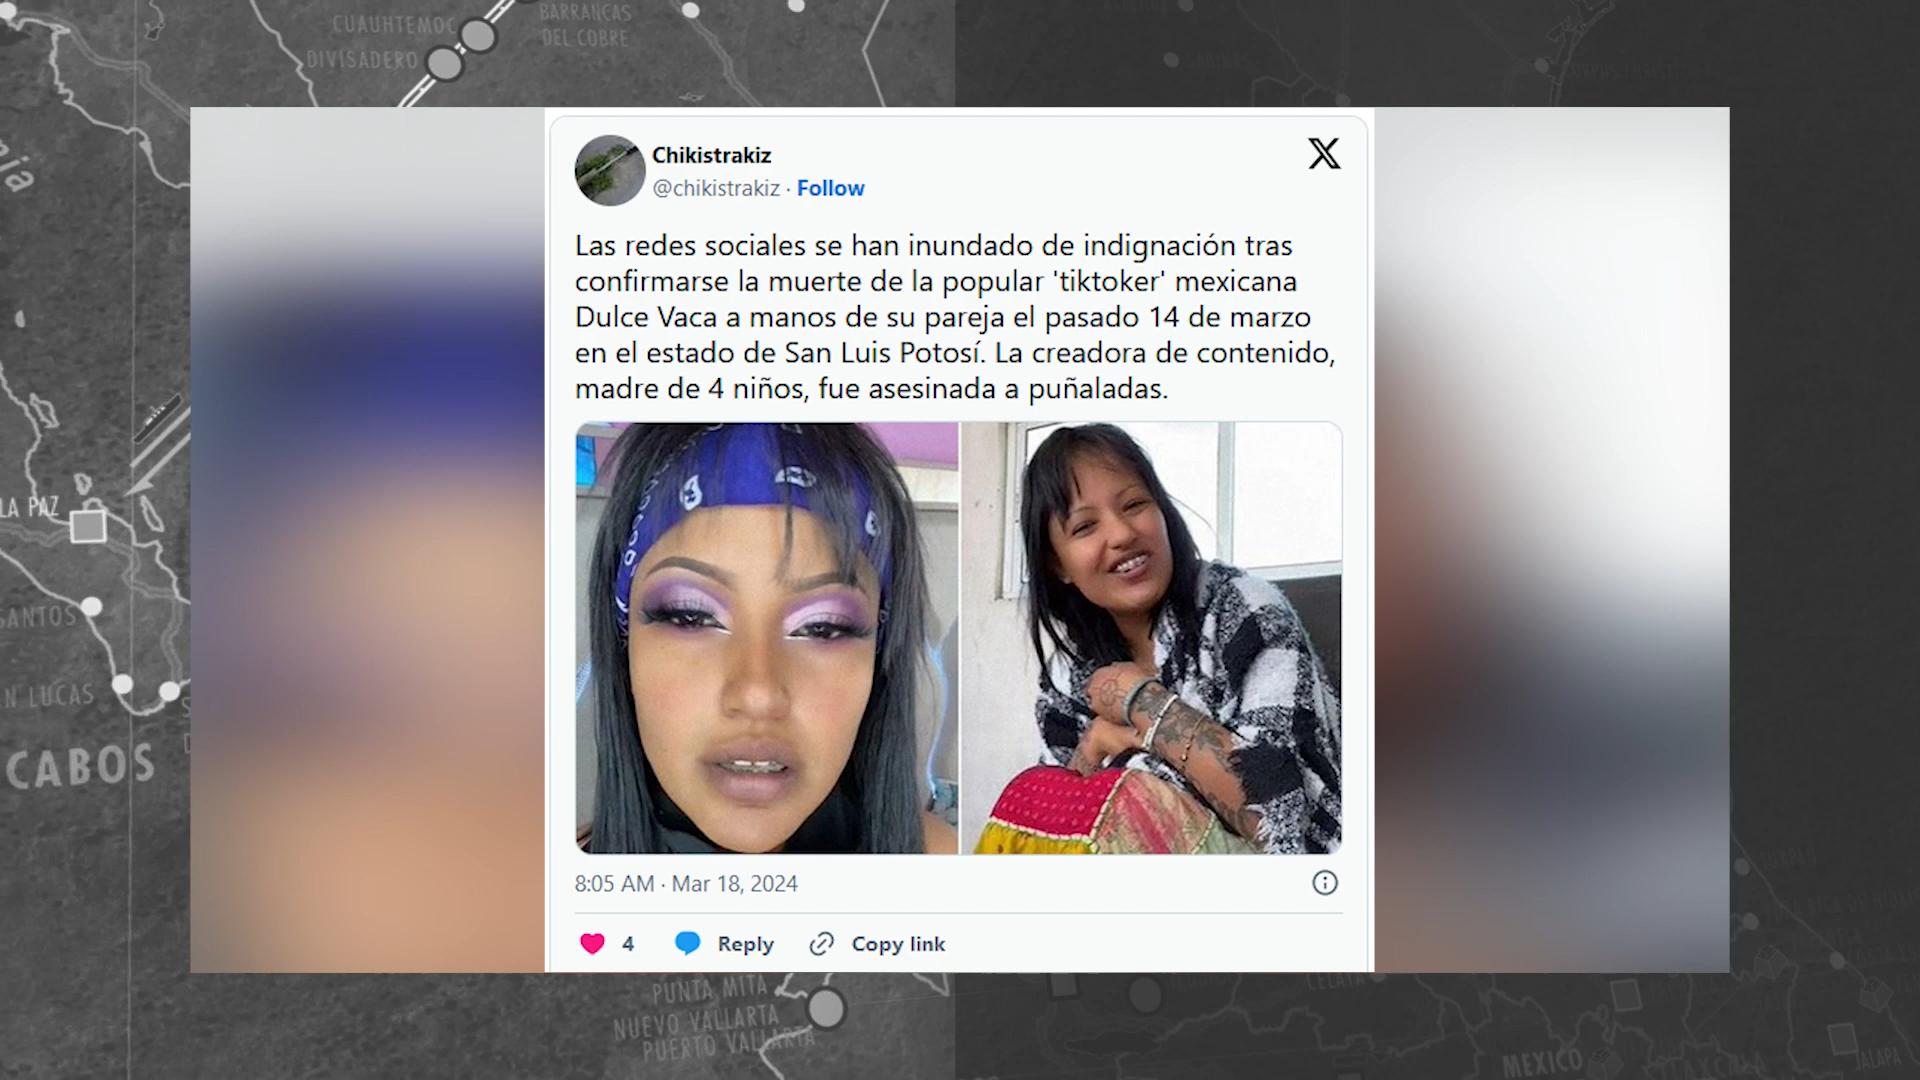 CUAUHTEMOC
BARRANCAS
DEL COBRE
DIVISADERO
Chikistrakiz
@chikistrakiz · Follow
Las redes sociales se han inundado de indignación tras
confirmarse la muerte de la popular 'tiktoker' mexicana
Dulce Vaca a manos de su pareja el pasado 14 de marzo
en el estado de San Luis Potosí. La creadora de contenido,
madre de 4 niños, fue asesinada a puñaladas.
LA PAZ
SANTOS
N LUCAS
CABOS
8:05 AM · Mar 18, 2024
4 Reply Copy link
PUNTA MITA
NUEVO VALLARTA
PUERTO VALLARTA
CELAYA
MEXICO
TLAXCALA
JALAPA